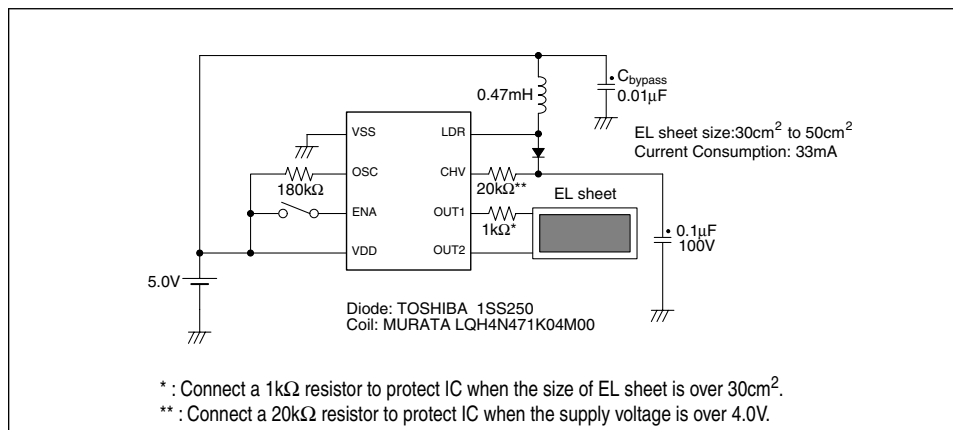 0.47mH
Cbypass
0.01µF
EL sheet size:30cm² to 50cm²
Current Consumption: 33mA
VSS
LDR
OSC
CHV
180kΩ
20kΩ**
EL sheet
ENA
OUT1
1kΩ*
0.1µF
100V
VDD
OUT2
5.0V
Diode: TOSHIBA 1SS250
Coil: MURATA LQH4N471K04M00
* : Connect a 1kΩ resistor to protect IC when the size of EL sheet is over 30cm².
** : Connect a 20kΩ resistor to protect IC when the supply voltage is over 4.0V.